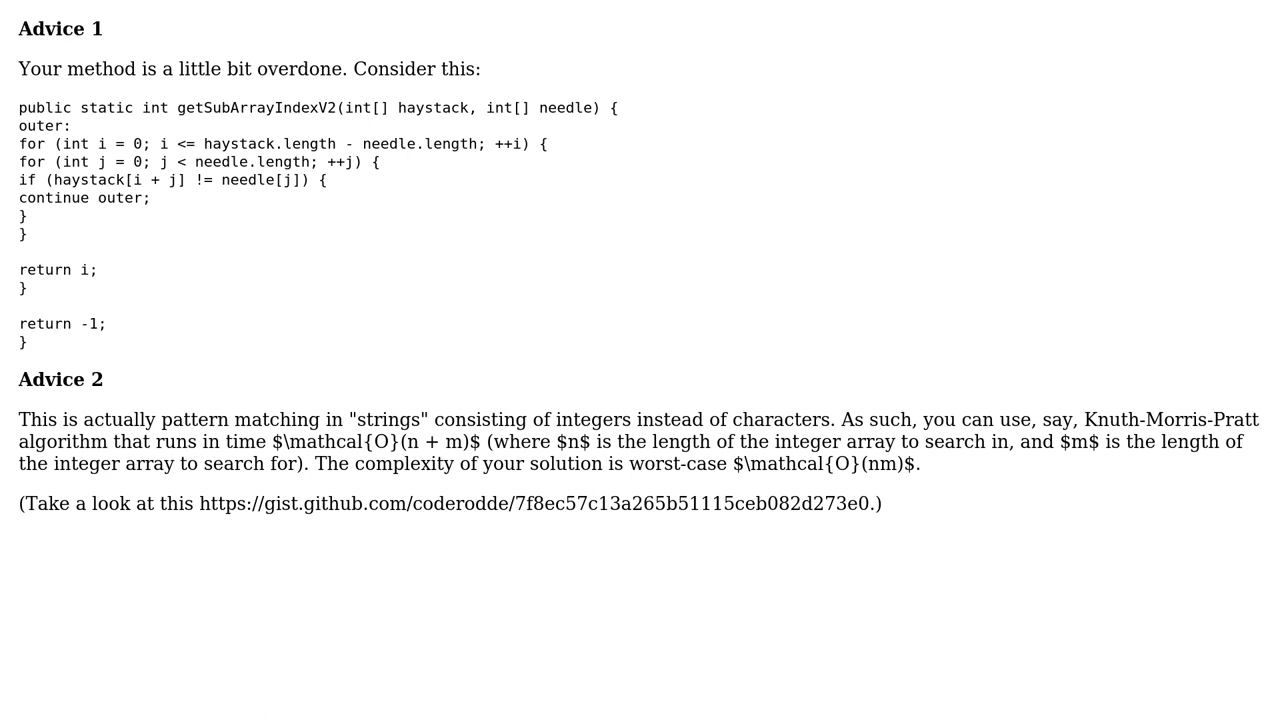 Advice 1
Your method is a little bit overdone. Consider this:
public static int getSubArrayIndexV2(int[] haystack, int[] needle) {
outer:
for (int i = 0; i <= haystack.length - needle.length; ++i) {
for (int j = 0; j < needle.length; ++j) {
if (haystack[i + j] != needle[j]) {
continue outer;
}
}
return i;
}
return -1;
}
Advice 2
This is actually pattern matching in "strings" consisting of integers instead of characters. As such, you can use, say, Knuth-Morris-Pratt
algorithm that runs in time $\mathcal{O}(n + m)$ (where $n$ is the length of the integer array to search in, and $m$ is the length of
the integer array to search for). The complexity of your solution is worst-case $\mathcal{O}(nm)$.
(Take a look at this https://gist.github.com/coderodde/7f8ec57c13a265b51115ceb082d273e0.)